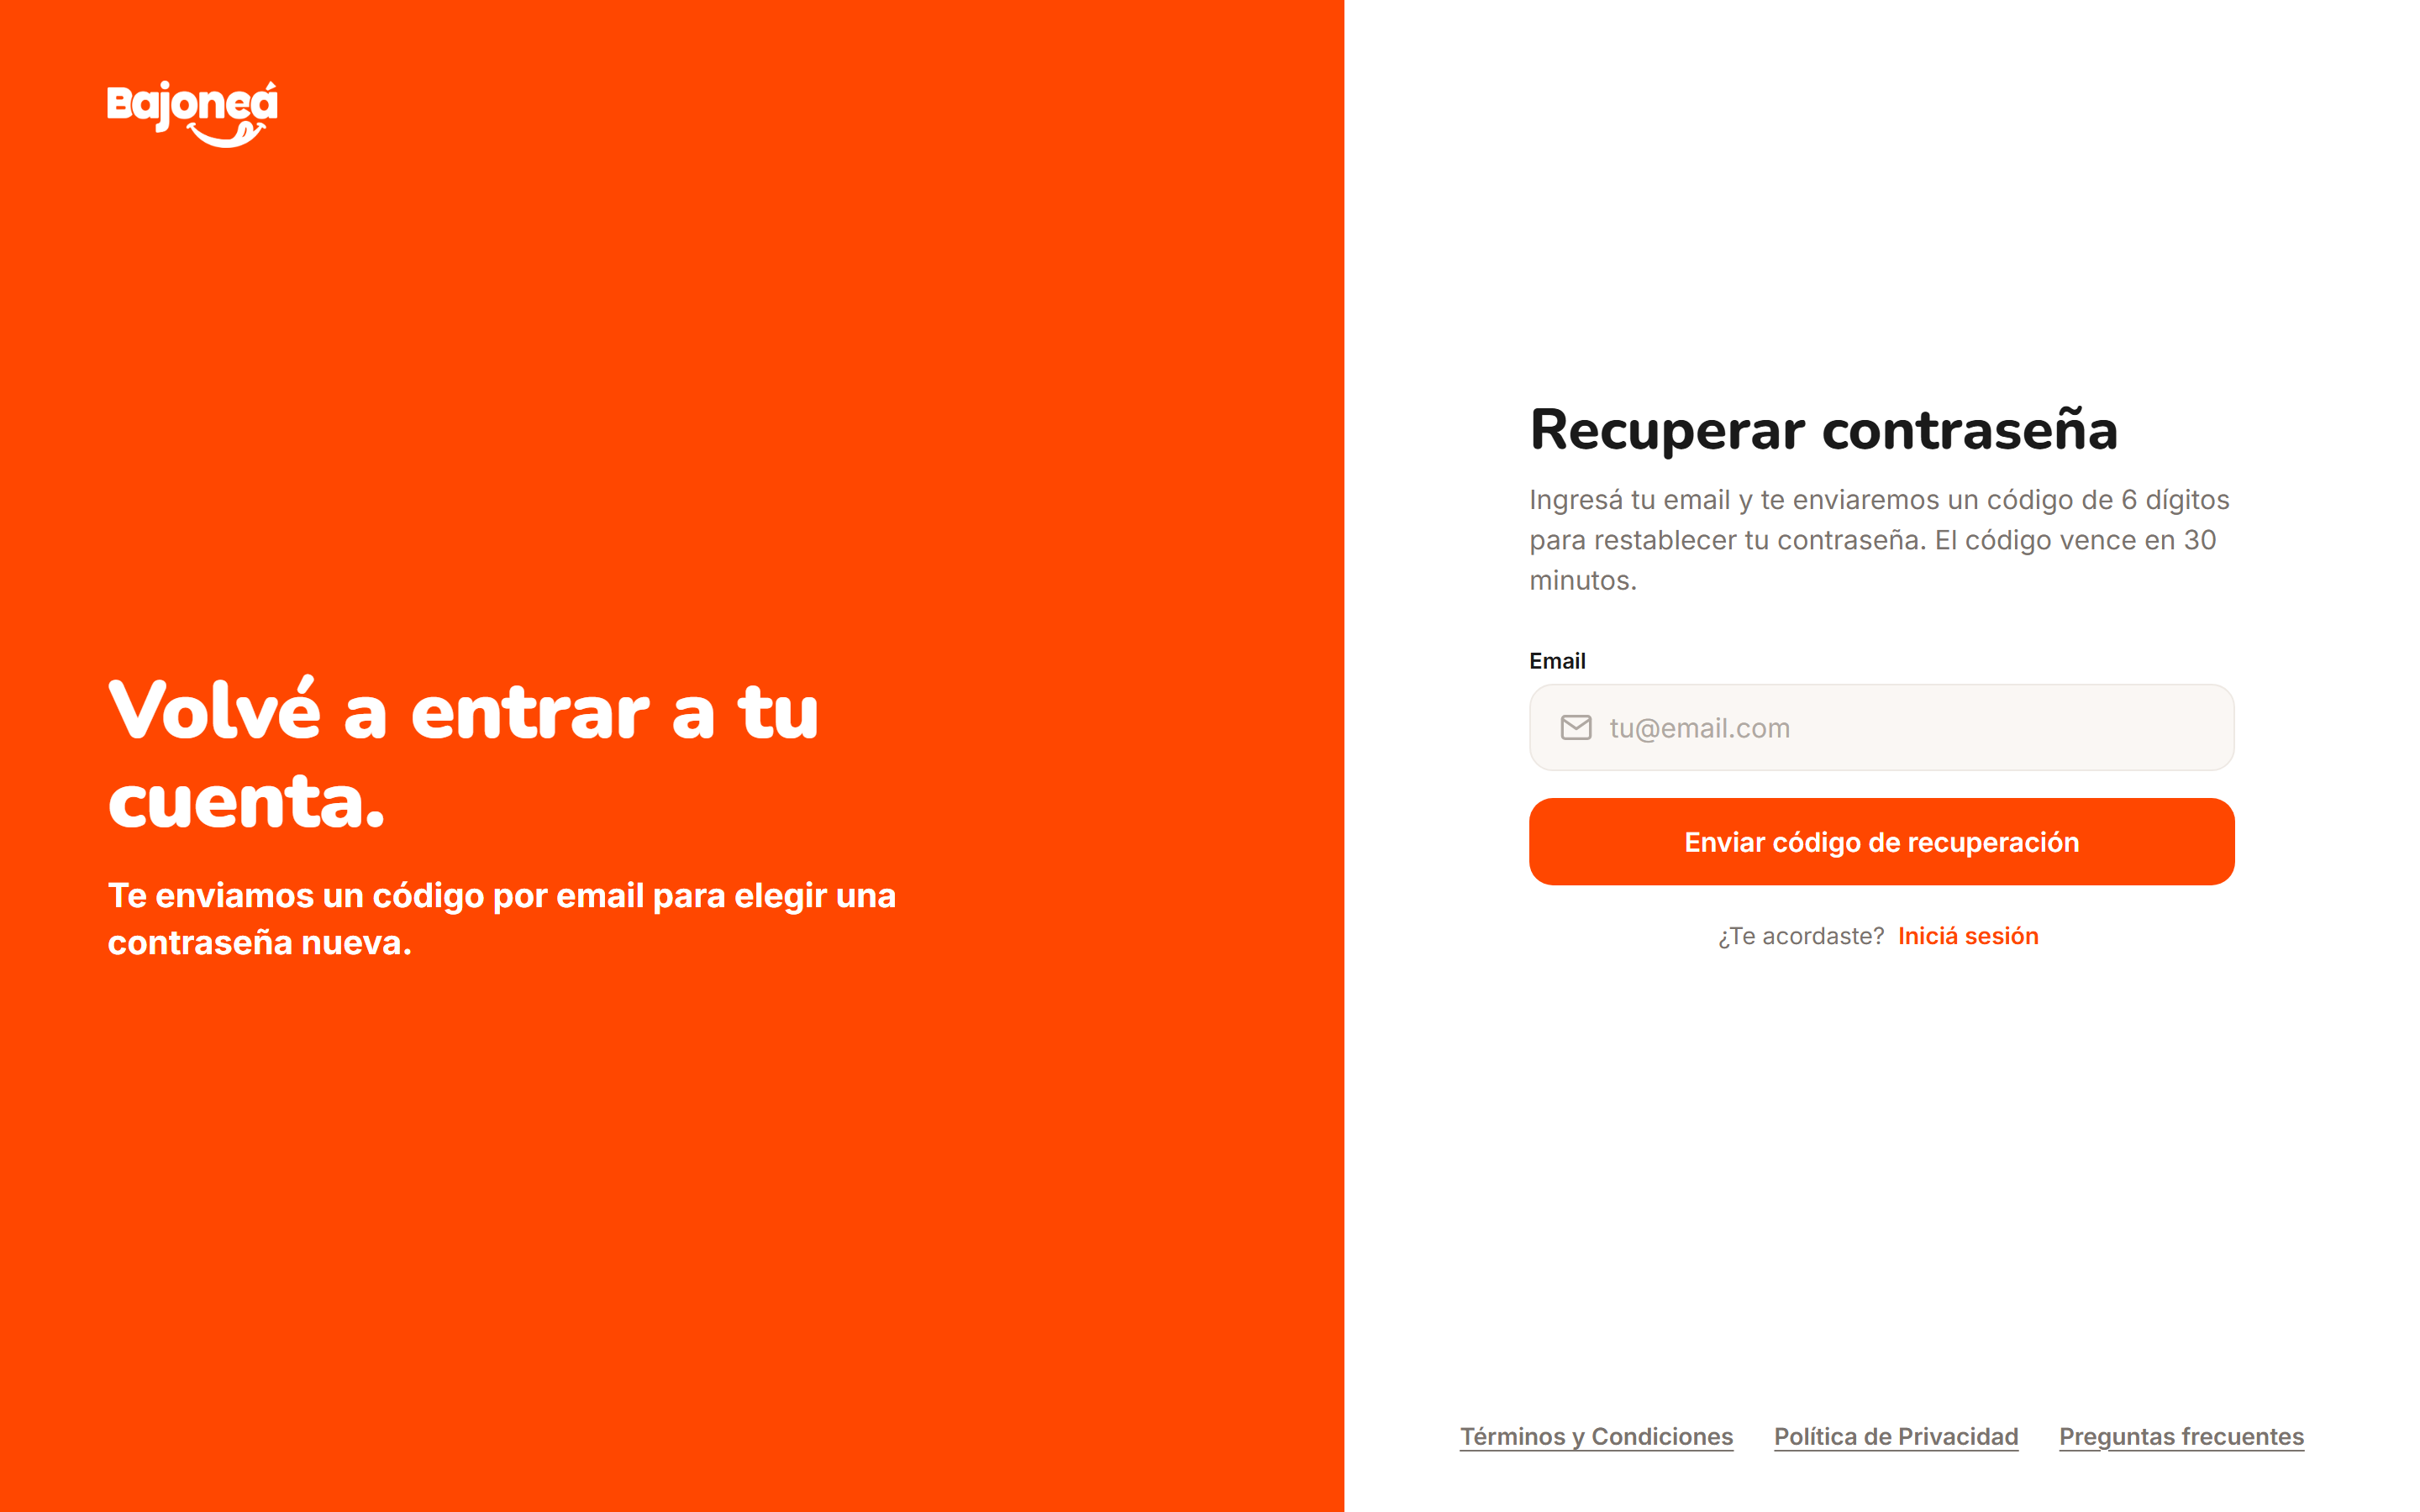 Bajoneá
Volvé a entrar a tu
cuenta.
Te enviamos un código por email para elegir una
contraseña nueva.
Recuperar contraseña
Ingresá tu email y te enviaremos un código de 6 dígitos
para restablecer tu contraseña. El código vence en 30
minutos.
Email
tu@email.com
Enviar código de recuperación
¿Te acordaste? Iniciá sesión
Términos y Condiciones Política de Privacidad Preguntas frecuentes